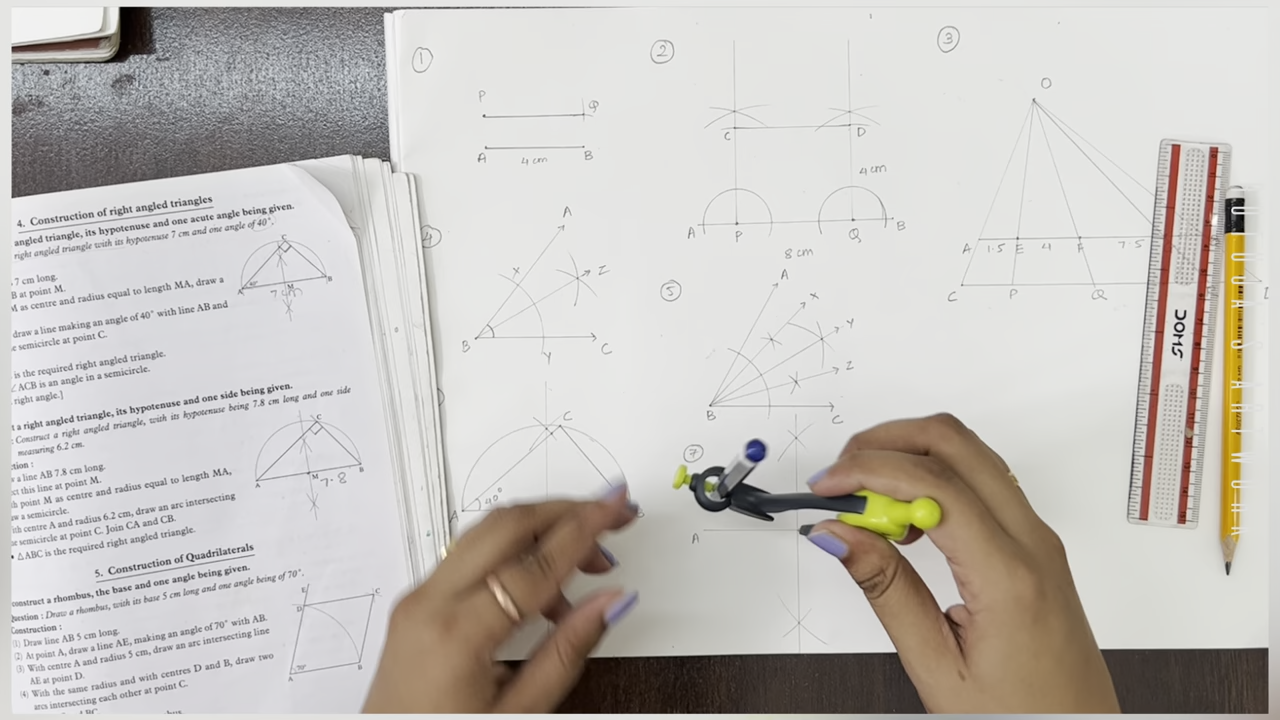 4. Construction of right angled triangles
angled triangle, its hypotenuse and one acute angle being given.
right angled triangle with its hypotenuse 7 cm and one angle of 40°.
7 cm long.
B at point M.
M as centre and radius equal to length MA, draw a
draw a line making an angle of 40° with line AB and
semicircle at point C.
is the required right angled triangle.
∠ACB is an angle in a semicircle.
right angle.]
C
A 40° M B
7 cm
a right angled triangle, its hypotenuse and one side being given.
Construct a right angled triangle, with its hypotenuse being 7.8 cm long and one side
measuring 6.2 cm.
tion :
a line AB 7.8 cm long.
ct this line at point M.
h point M as centre and radius equal to length MA,
w a semicircle.
ith centre A and radius 6.2 cm, draw an arc intersecting
e semicircle at point C. Join CA and CB.
△ABC is the required right angled triangle.
C
A M B
7.8
5. Construction of Quadrilaterals
onstruct a rhombus, the base and one angle being given.
uestion : Draw a rhombus, with its base 5 cm long and one angle being of 70°.
Construction :
(1) Draw line AB 5 cm long.
(2) At point A, draw a line AE, making an angle of 70° with AB.
(3) With centre A and radius 5 cm, draw an arc intersecting line
AE at point D.
(4) With the same radius and with centres D and B, draw two
arcs intersecting each other at point C.
E
D C
A 70° B
1
P Q
A 4 cm B
2
C D
4 cm
A P Q B
8 cm
3
O
A 1.5 E 4 F 7.5
C P Q
4
A
X
Z
B C
Y
5
A
X
Y
Z
B C
C
A 40° B
7
A
JOMS